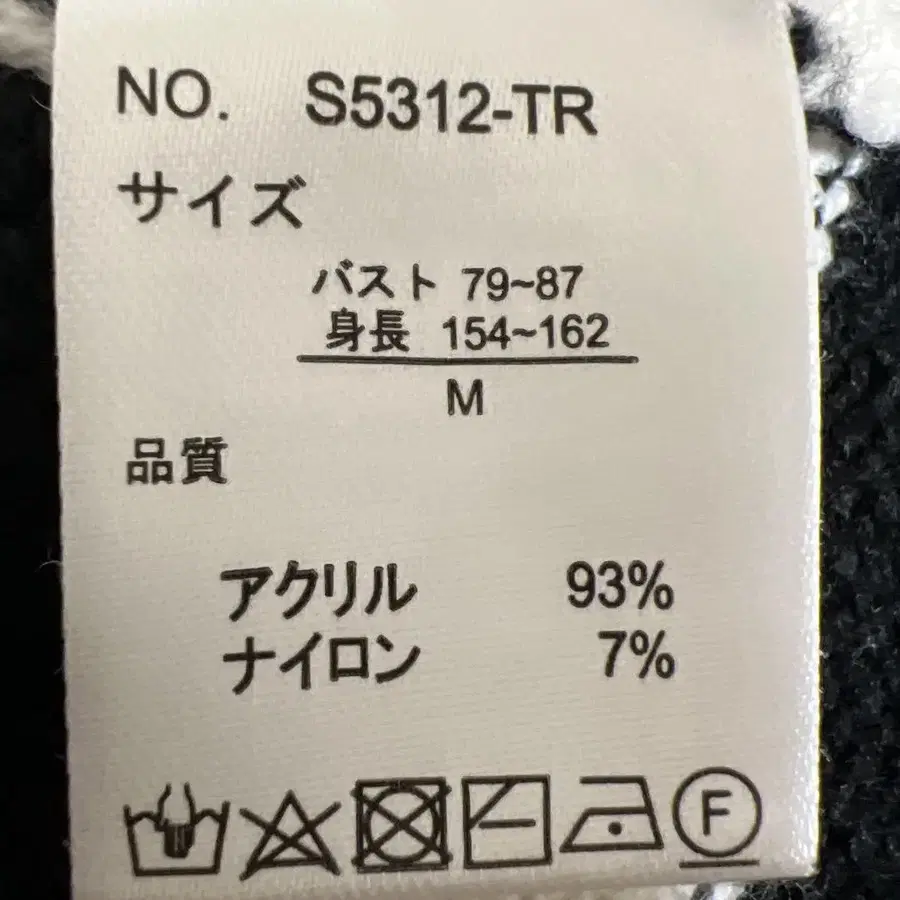 NO. S5312-TR
サイズ
バスト 79~87
身長 154~162
M
品質
アクリル 93%
ナイロン 7%
F